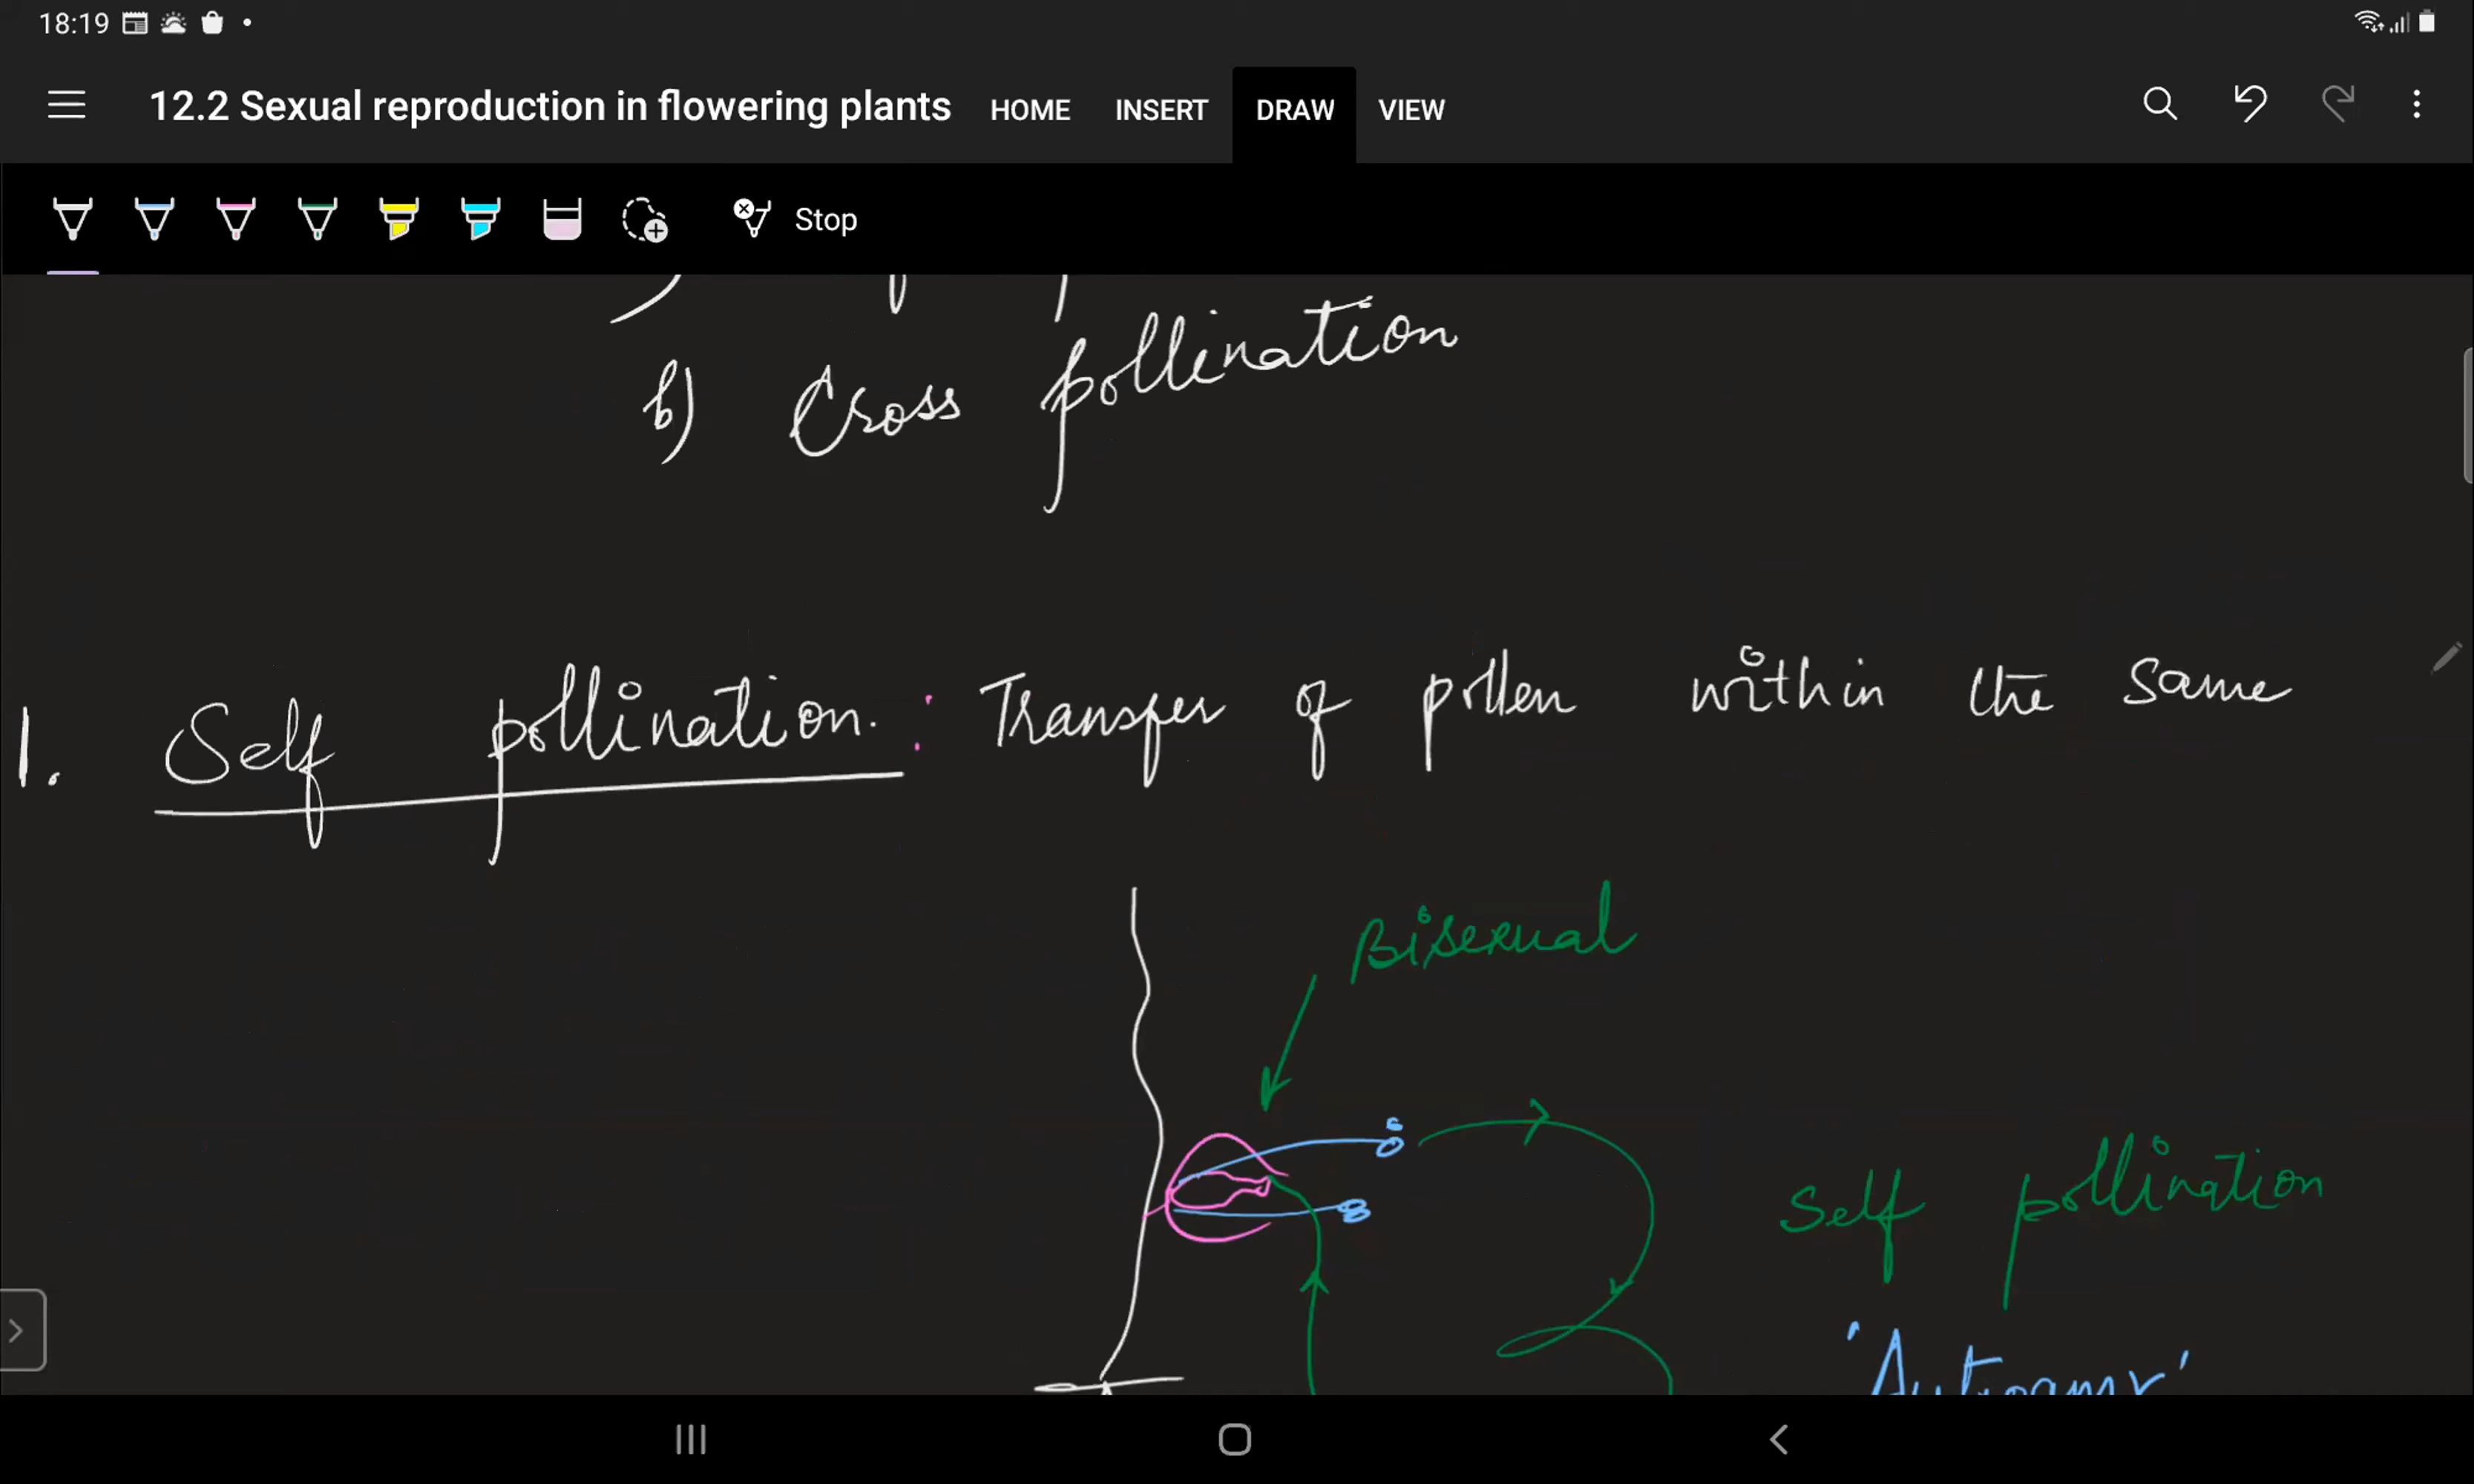 18:19
12.2 Sexual reproduction in flowering plants HOME INSERT DRAW VIEW
Stop
b) Cross pollination
1. Self pollination. : Transfer of pollen within the same
Bisexual
Self pollination
'Autogamy'